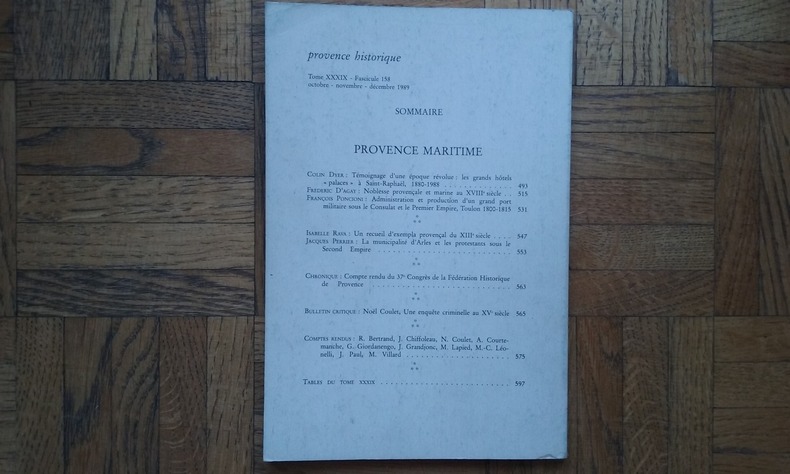 provence historique
Tome XXXIX - Fascicule 158
octobre - novembre - décembre 1989
SOMMAIRE
PROVENCE MARITIME
COLIN DYER : Témoignage d'une époque révolue : les grands hôtels
« palaces » à Saint-Raphaël, 1880-1988 . . . . . . . . . . . . 493
FRÉDÉRIC D'AGAY : Noblesse provençale et marine au XVIIIe siècle . . 515
FRANÇOIS PONCIONI : Administration et production d'un grand port
militaire sous le Consulat et le Premier Empire, Toulon 1800-1815 531
ISABELLE RAVA : Un recueil d'exempla provençal du XIIIe siècle . . . . 547
JACQUES PERRIER : La municipalité d'Arles et les protestants sous le
Second Empire . . . . . . . . . . . . . . . . . . . . 553
CHRONIQUE : Compte rendu du 37e Congrès de la Fédération Historique
de Provence . . . . . . . . . . . . . . . . . . . . 563
BULLETIN CRITIQUE : Noël Coulet, Une enquête criminelle au XVe siècle 565
COMPTES RENDUS : R. Bertrand, J. Chiffoleau, N. Coulet, A. Courte-
manche, G. Giordanengo, J. Grandjonc, M. Lapied, M.-C. Léo-
nelli, J. Paul, M. Villard . . . . . . . . . . . . . . . . . . 575
TABLES DU TOME XXXIX . . . . . . . . . . . . . . . . . . . . 597